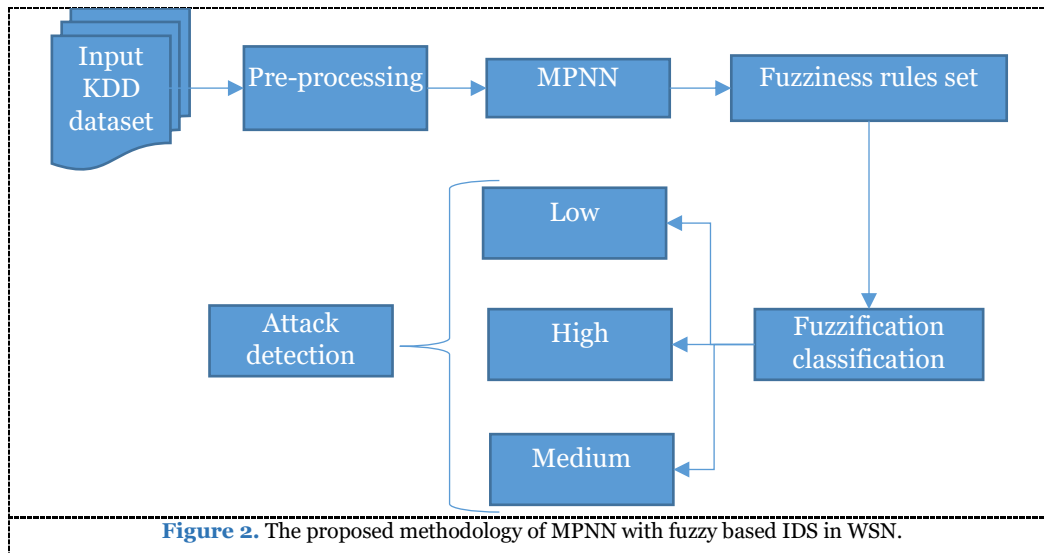 Input
KDD
dataset
Pre-processing
MPNN
Fuzziness rules set
Low
High
Medium
Attack
detection
Fuzzification
classification
Figure 2. The proposed methodology of MPNN with fuzzy based IDS in WSN.